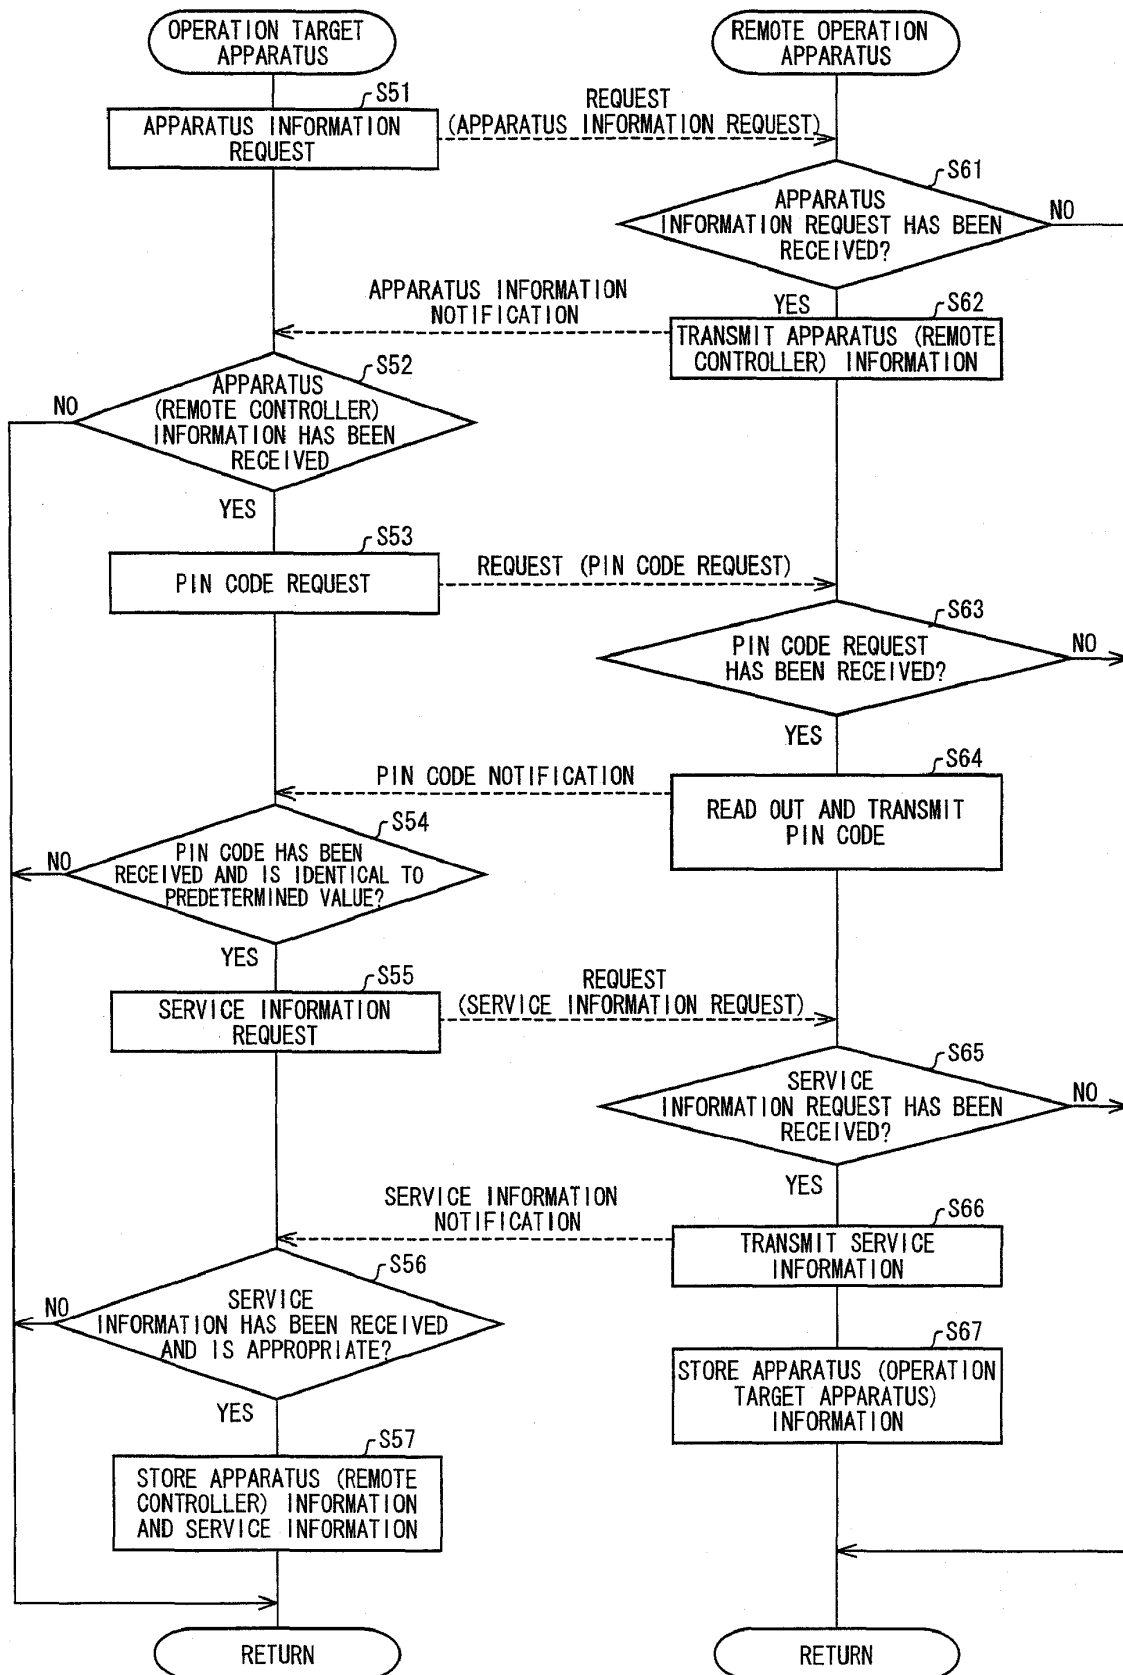 OPERATION TARGET
APPARATUS
REMOTE OPERATION
APPARATUS
S51
APPARATUS INFORMATION
REQUEST
REQUEST
(APPARATUS INFORMATION REQUEST)
S61
APPARATUS
INFORMATION REQUEST HAS BEEN
RECEIVED?
NO
YES
APPARATUS INFORMATION
NOTIFICATION
S62
TRANSMIT APPARATUS (REMOTE
CONTROLLER) INFORMATION
S52
APPARATUS
(REMOTE CONTROLLER)
INFORMATION HAS BEEN
RECEIVED
NO
YES
S53
PIN CODE REQUEST
REQUEST (PIN CODE REQUEST)
S63
PIN CODE REQUEST
HAS BEEN RECEIVED?
NO
YES
PIN CODE NOTIFICATION
S64
READ OUT AND TRANSMIT
PIN CODE
S54
PIN CODE HAS BEEN
RECEIVED AND IS IDENTICAL TO
PREDETERMINED VALUE?
NO
YES
S55
SERVICE INFORMATION
REQUEST
REQUEST
(SERVICE INFORMATION REQUEST)
S65
SERVICE
INFORMATION REQUEST HAS BEEN
RECEIVED?
NO
YES
SERVICE INFORMATION
NOTIFICATION
S66
TRANSMIT SERVICE
INFORMATION
S56
SERVICE
INFORMATION HAS BEEN RECEIVED
AND IS APPROPRIATE?
NO
YES
S67
STORE APPARATUS (OPERATION
TARGET APPARATUS)
INFORMATION
S57
STORE APPARATUS (REMOTE
CONTROLLER) INFORMATION
AND SERVICE INFORMATION
RETURN
RETURN